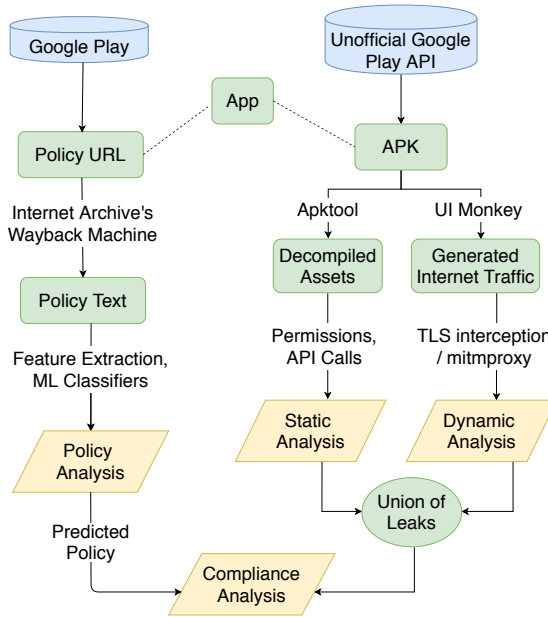 Google Play
Unofficial Google
Play API
App
Policy URL
APK
Internet Archive's
Wayback Machine
Apktool
UI Monkey
Policy Text
Decompiled
Assets
Generated
Internet Traffic
Feature Extraction,
ML Classifiers
Permissions,
API Calls
TLS interception
/ mitmproxy
Policy
Analysis
Static
Analysis
Dynamic
Analysis
Union of
Leaks
Predicted
Policy
Compliance
Analysis